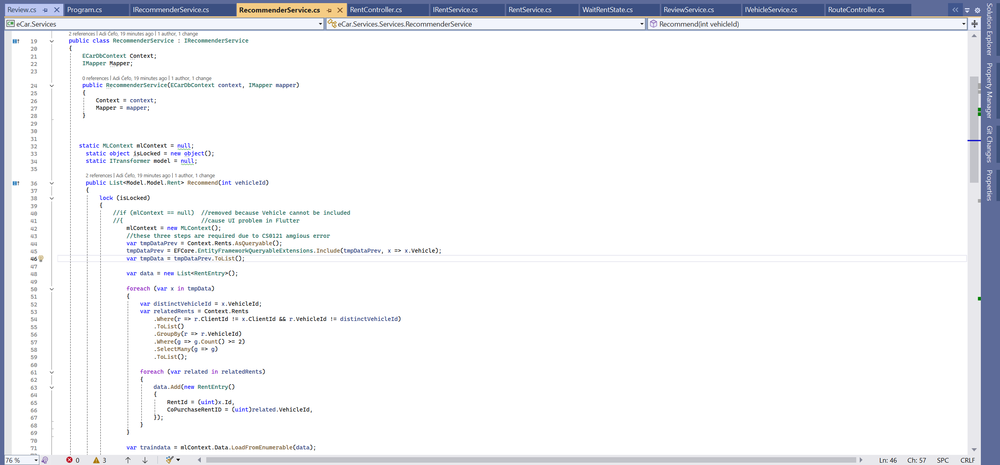 Review.cs
Program.cs
IRecommenderService.cs
RecommenderService.cs
RentController.cs
IRentService.cs
RentService.cs
WaitRentState.cs
ReviewService.cs
IVehicleService.cs
RouteController.cs
C# eCar.Services
eCar.Services.Services.RecommenderService
Recommend(int vehicleId)
2 references | Adi Ćefo, 19 minutes ago | 1 author, 1 change
19 public class RecommenderService : IRecommenderService
20 {
21 ECarDbContext Context;
22 IMapper Mapper;
23
0 references | Adi Ćefo, 19 minutes ago | 1 author, 1 change
24 public RecommenderService(ECarDbContext context, IMapper mapper)
25 {
26 Context = context;
27 Mapper = mapper;
28 }
29
30
31
32 static MLContext mlContext = null;
33 static object isLocked = new object();
34 static ITransformer model = null;
35
2 references | Adi Ćefo, 19 minutes ago | 1 author, 1 change
36 public List<Model.Model.Rent> Recommend(int vehicleId)
37 {
38 lock (isLocked)
39 {
40 //if (mlContext == null)  //removed because Vehicle cannot be included
41 //{ //cause UI problem in Flutter
42 mlContext = new MLContext();
43 //these three steps are required due to CS0121 amgious error
44 var tmpDataPrev = Context.Rents.AsQueryable();
45 tmpDataPrev = EFCore.EntityFrameworkQueryableExtensions.Include(tmpDataPrev, x => x.Vehicle);
46 var tmpData = tmpDataPrev.ToList();
47
48 var data = new List<RentEntry>();
49
50 foreach (var x in tmpData)
51 {
52 var distinctVehicleId = x.VehicleId;
53 var relatedRents = Context.Rents
54 .Where(r => r.ClientId != x.ClientId && r.VehicleId != distinctVehicleId)
55 .ToList()
56 .GroupBy(r => r.VehicleId)
57 .Where(g => g.Count() >= 2)
58 .SelectMany(g => g)
59 .ToList();
60
61 foreach (var related in relatedRents)
62 {
63 data.Add(new RentEntry()
64 {
65 RentId = (uint)x.Id,
66 CoPurchaseRentID = (uint)related.VehicleId,
67 });
68 }
69 }
70
71 var traindata = mlContext.Data.LoadFromEnumerable(data);
76 %
0
3
Ln: 46
Ch: 57
SPC
CRLF
Solution Explorer
Property Manager
Git Changes
Properties